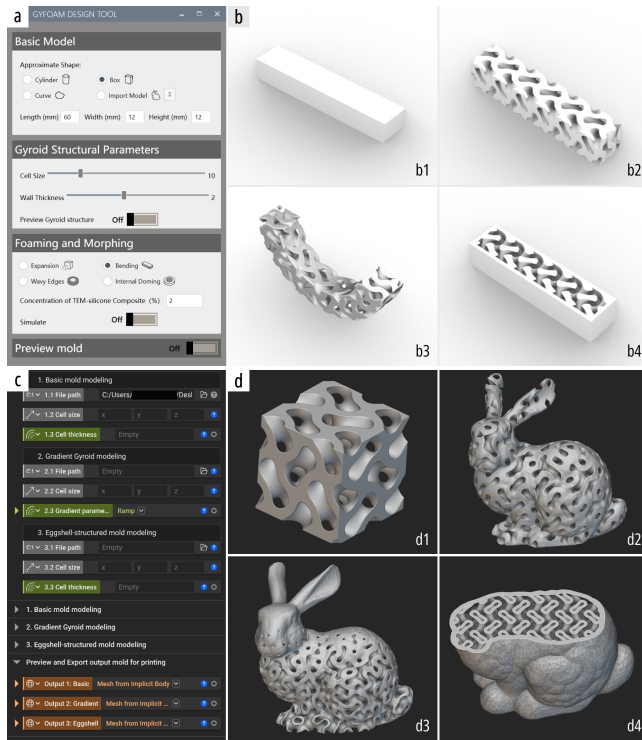 a
GYFOAM DESIGN TOOL
Basic Model
Approximate Shape:
Cylinder
Box
Curve
Import Model
Length (mm) 60 Width (mm) 12 Height (mm) 12
Gyroid Structural Parameters
Cell Size 10
Wall Thickness 2
Preview Gyroid structure Off
Foaming and Morphing
Expansion
Bending
Wavy Edges
Internal Doming
Concentration of TEM-silicone Composite (%) 2
Simulate Off
Preview mold Off
b
b1
b2
b3
b4
c
1. Basic mold modeling
1.1 File path C:/Users/ /Desl
1.2 Cell size x y z
1.3 Cell thickness Empty
2. Gradient Gyroid modeling
2.1 File path Empty
2.2 Cell size x y z
2.3 Gradient parame... Ramp
3. Eggshell-structured mold modeling
3.1 File path Empty
3.2 Cell size x y z
3.3 Cell thickness Empty
1. Basic mold modeling
2. Gradient Gyroid modeling
3. Eggshell-structured mold modeling
Preview and Export output mold for printing
Output 1: Basic Mesh from Implicit Body
Output 2: Gradient Mesh from Implicit ...
Output 3: Eggshell Mesh from Implicit ...
d
d1
d2
d3
d4